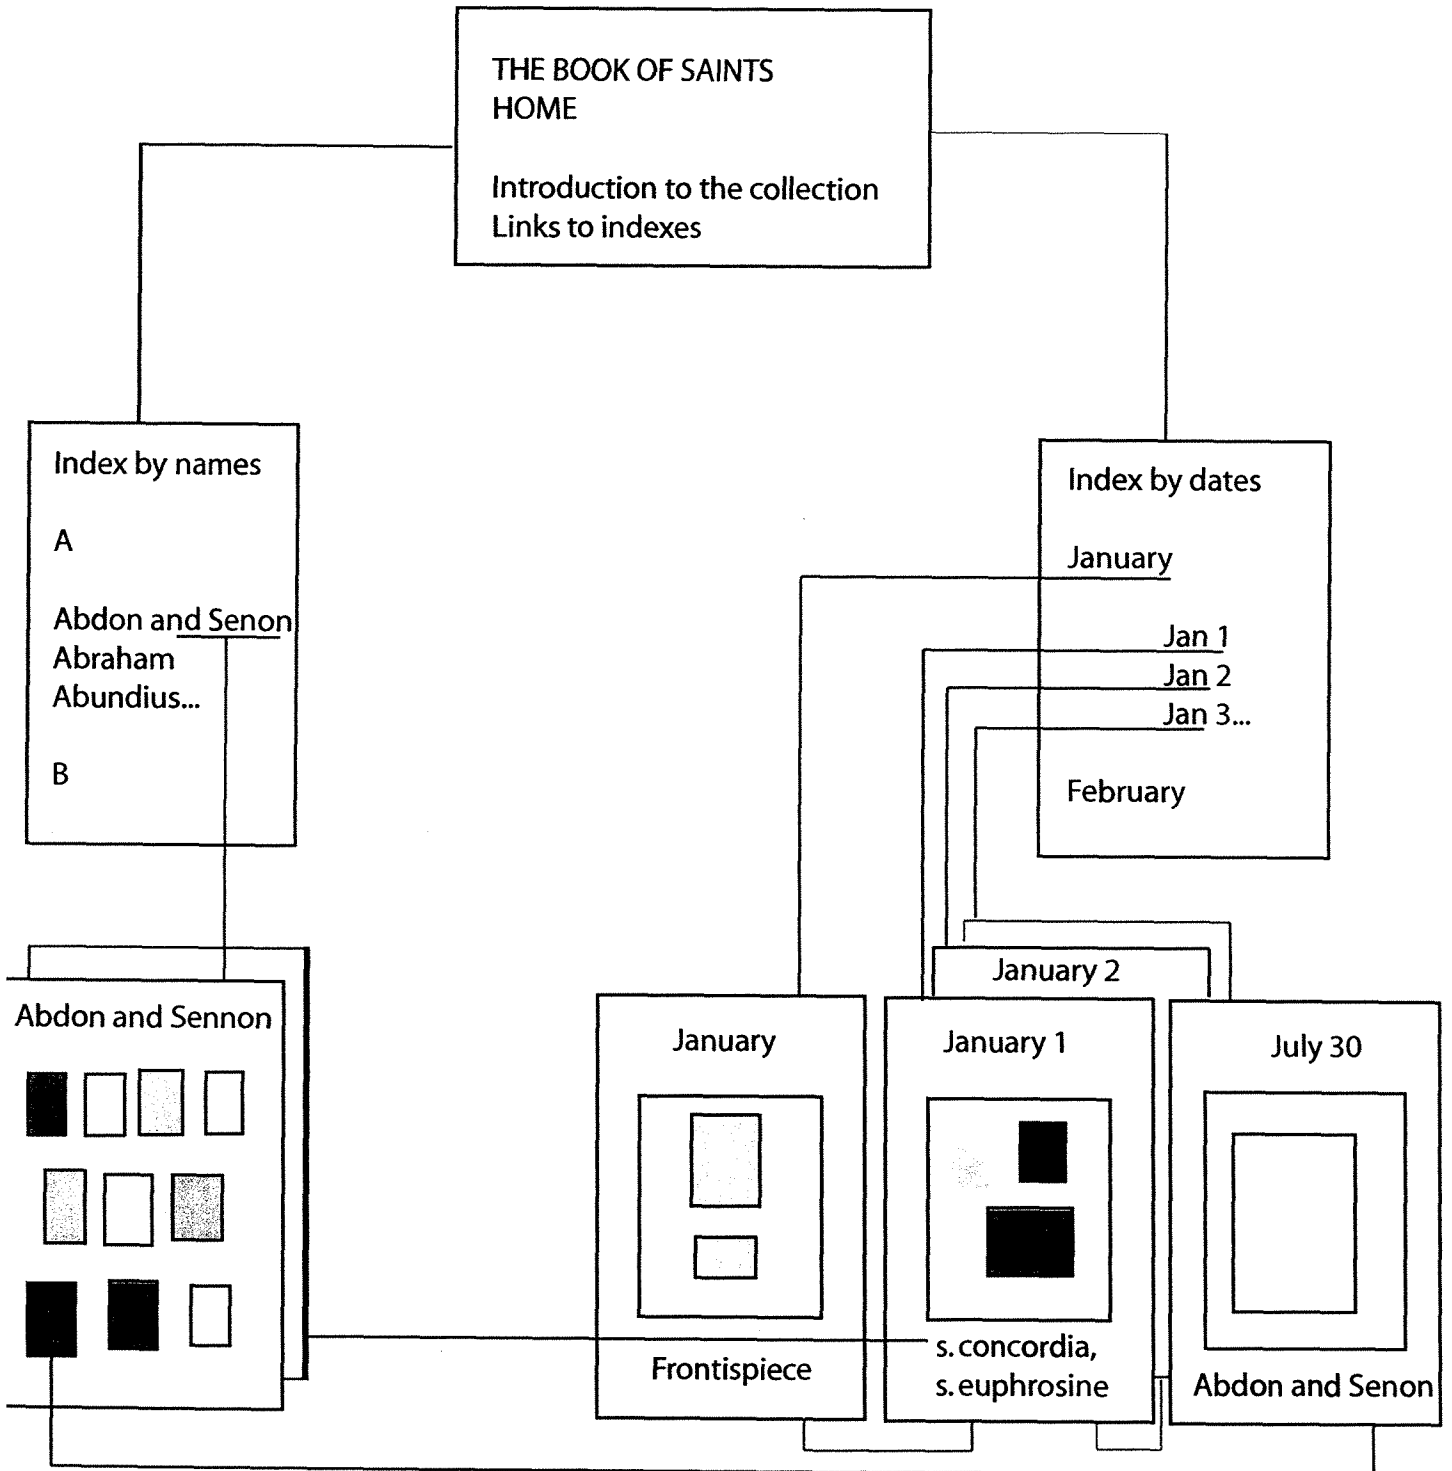 THE BOOK OF SAINTS
HOME
Introduction to the collection
Links to indexes
Index by names
A
Abdon and Senon
Abraham
Abundius...
B
Index by dates
January
Jan 1
Jan 2
Jan 3...
February
Abdon and Sennon
January
Frontispiece
January 2
January 1
s. concordia,
s. euphrosine
July 30
Abdon and Senon